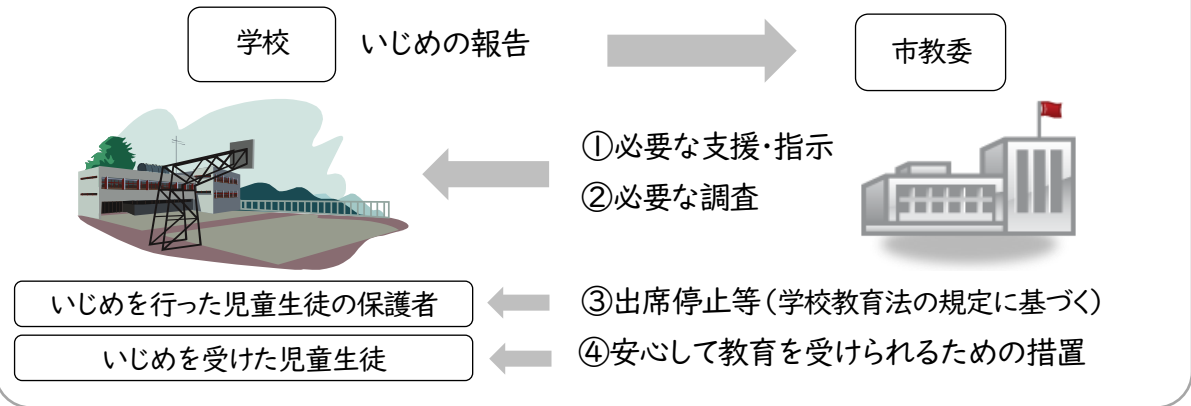 学校
いじめの報告
市教委
①必要な支援・指示
②必要な調査
いじめを行った児童生徒の保護者
③出席停止等(学校教育法の規定に基づく)
いじめを受けた児童生徒
④安心して教育を受けられるための措置